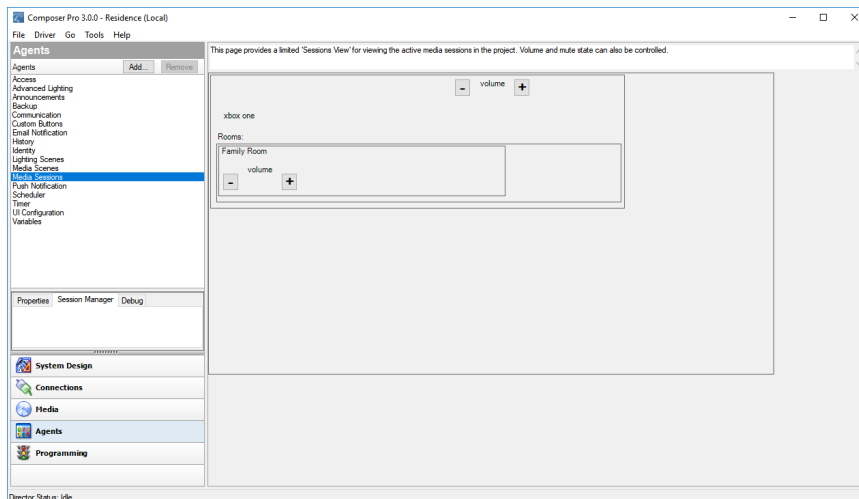 Composer Pro 3.0.0 - Residence (Local)
File Driver Go Tools Help
Agents
Agents Add... Remove
Access
Advanced Lighting
Announcements
Backup
Communication
Custom Buttons
Email Notification
History
Identity
Lighting Scenes
Media Scenes
Media Sessions
Push Notification
Scheduler
Timer
UI Configuration
Variables
Properties Session Manager Debug
System Design
Connections
Media
Agents
Programming
Director Status: Idle
This page provides a limited 'Sessions View' for viewing the active media sessions in the project. Volume and mute state can also be controlled.
- volume +
xbox one
Rooms:
Family Room
volume
- +